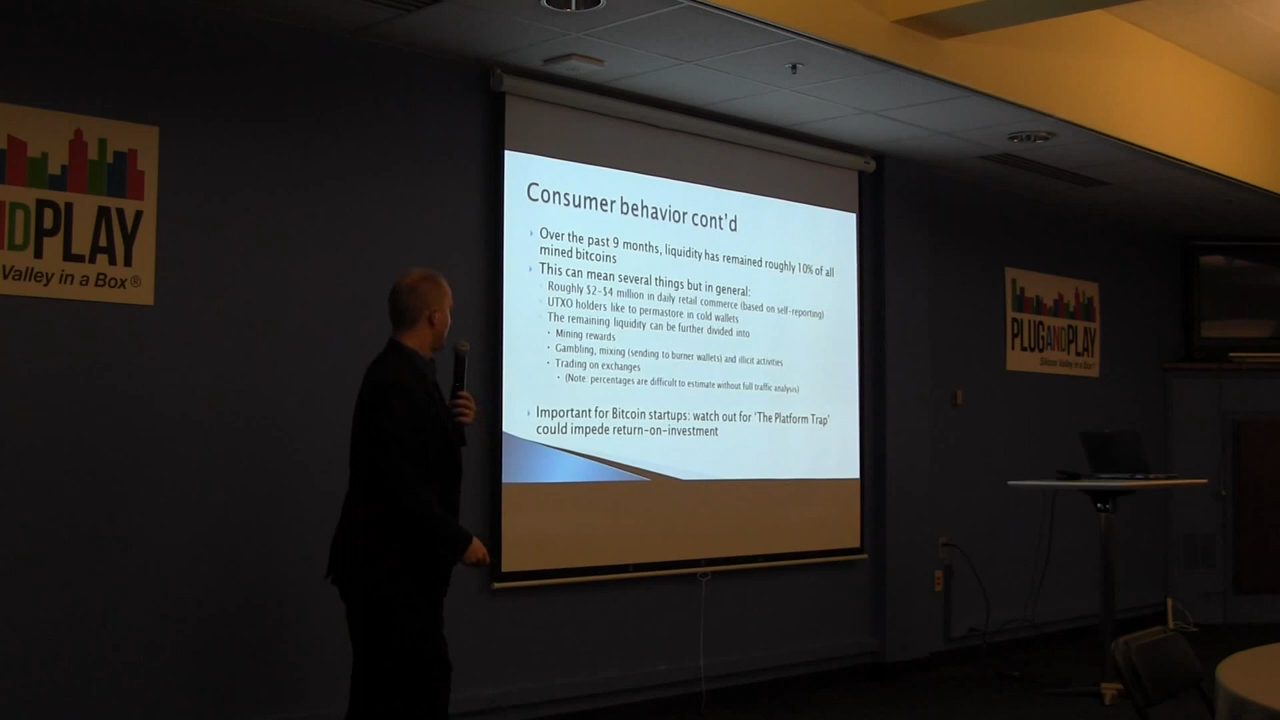 DPLAY
Valley in a Box®
Consumer behavior cont'd
Over the past 9 months, liquidity has remained roughly 10% of all
mined bitcoins
This can mean several things but in general:
Roughly $2-$4 million in daily retail commerce (based on self-reporting)
UTXO holders like to permastore in cold wallets
The remaining liquidity can be further divided into
Mining rewards
Gambling, mixing (sending to burner wallets) and illicit activities
Trading on exchanges
(Note: percentages are difficult to estimate without full traffic analysis)
Important for Bitcoin startups: watch out for 'The Platform Trap'
could impede return-on-investment
PLUGANDPLAY
Silicon Valley in a Box®